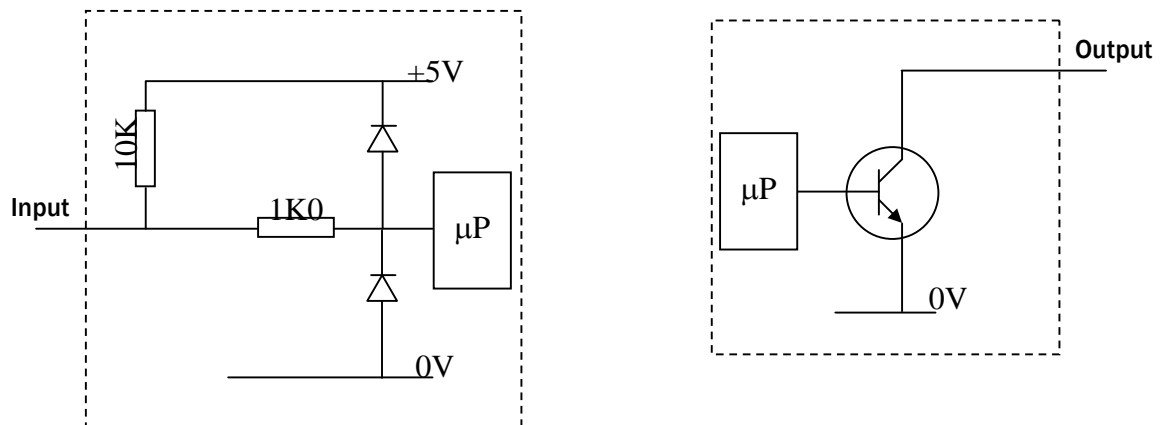 +5V
10K
Input
1K0
μP
0V
Output
μP
0V